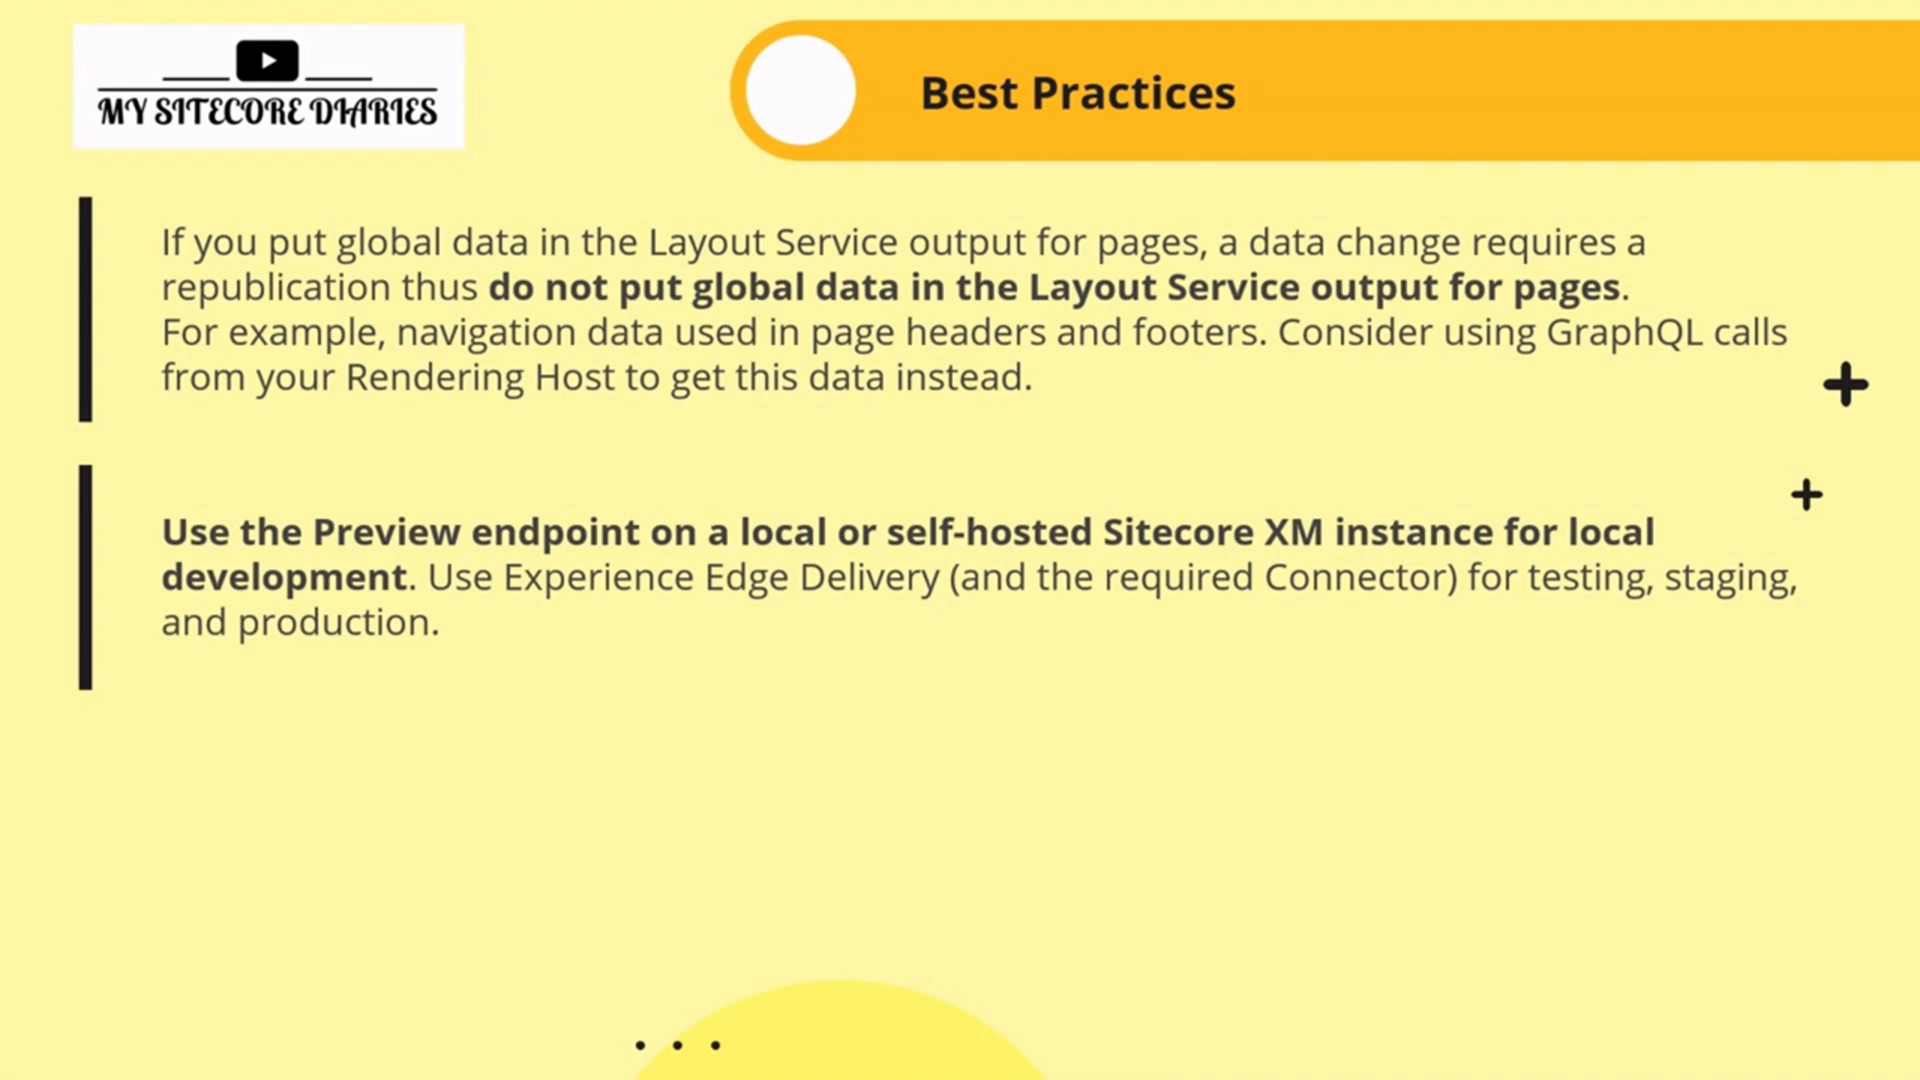 MY SITECORE DIARIES
Best Practices
If you put global data in the Layout Service output for pages, a data change requires a
republication thus do not put global data in the Layout Service output for pages.
For example, navigation data used in page headers and footers. Consider using GraphQL calls
from your Rendering Host to get this data instead.
Use the Preview endpoint on a local or self-hosted Sitecore XM instance for local
development. Use Experience Edge Delivery (and the required Connector) for testing, staging,
and production.